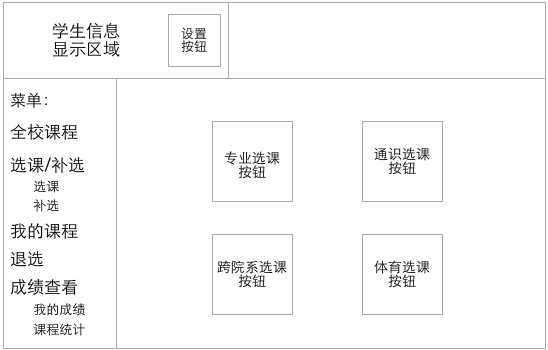 学生信息
显示区域
设置
按钮
菜单：
全校课程
选课/补选
选课
补选
我的课程
退选
成绩查看
我的成绩
课程统计
专业选课
按钮
通识选课
按钮
跨院系选课
按钮
体育选课
按钮